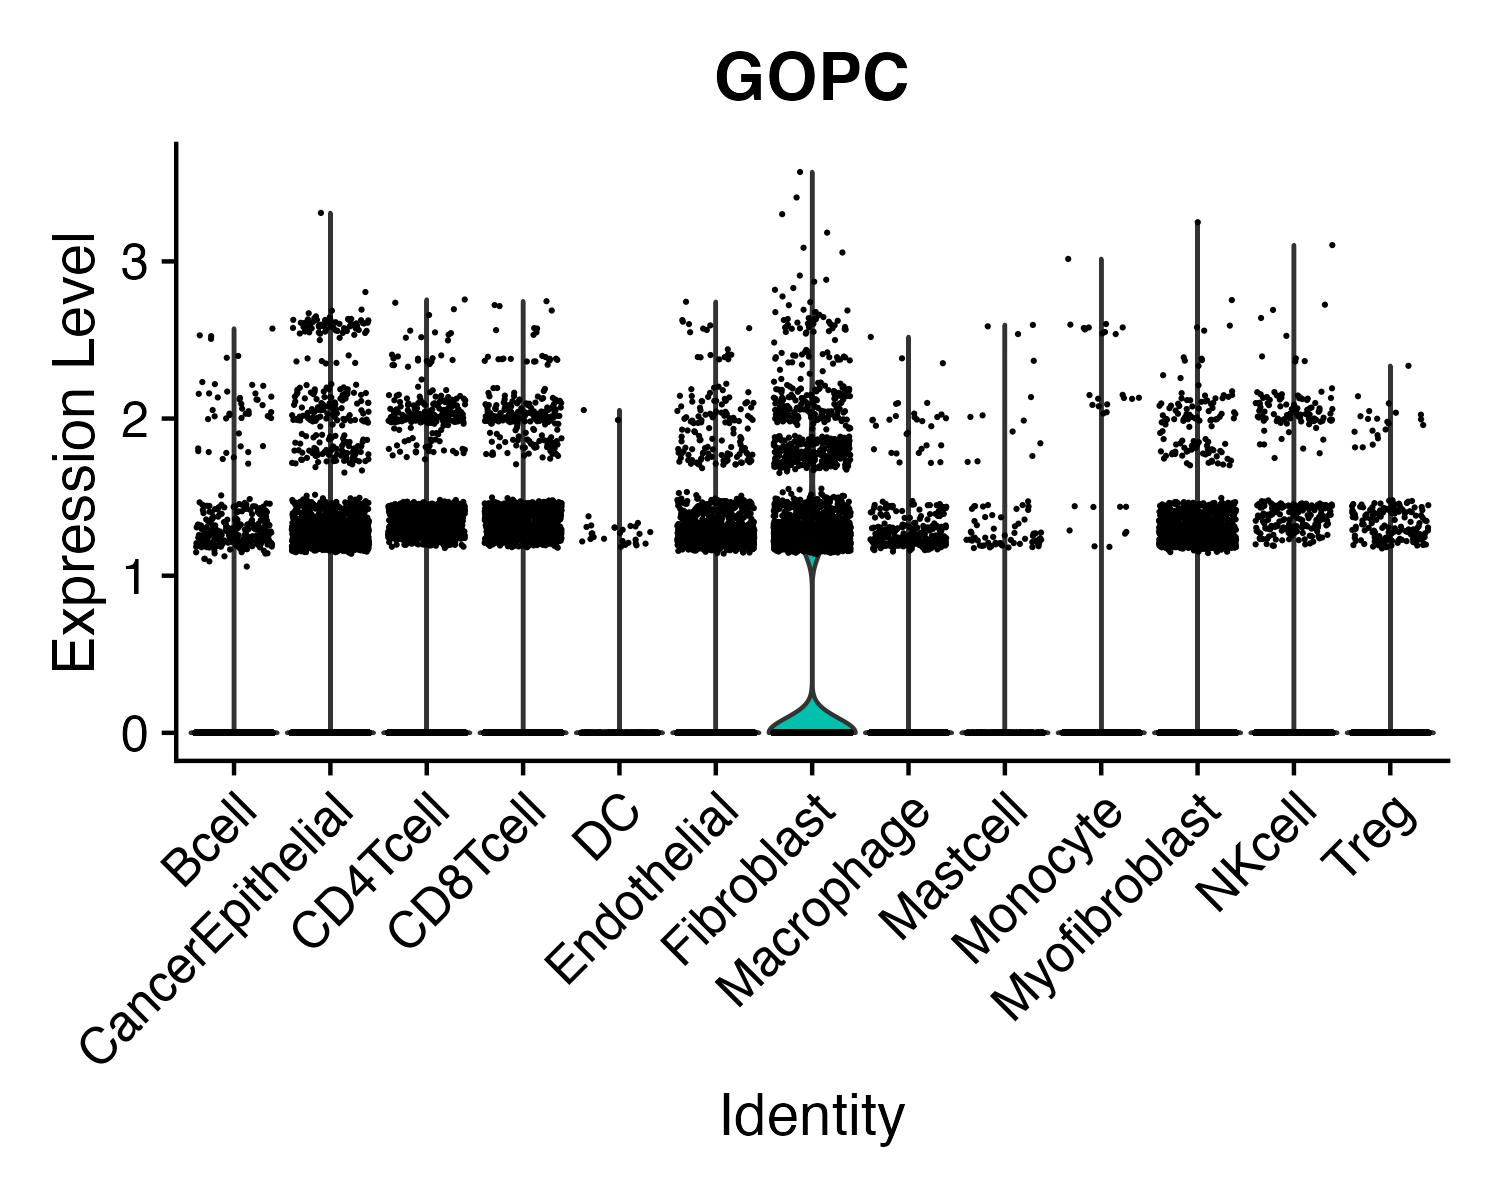 GOPC
Expression Level
3
2
1
0
Bcell
CancerEpithelial
CD4Tcell
CD8Tcell
DC
Endothelial
Fibroblast
Macrophage
Mastcell
Monocyte
Myofibroblast
NKcell
Treg
Identity